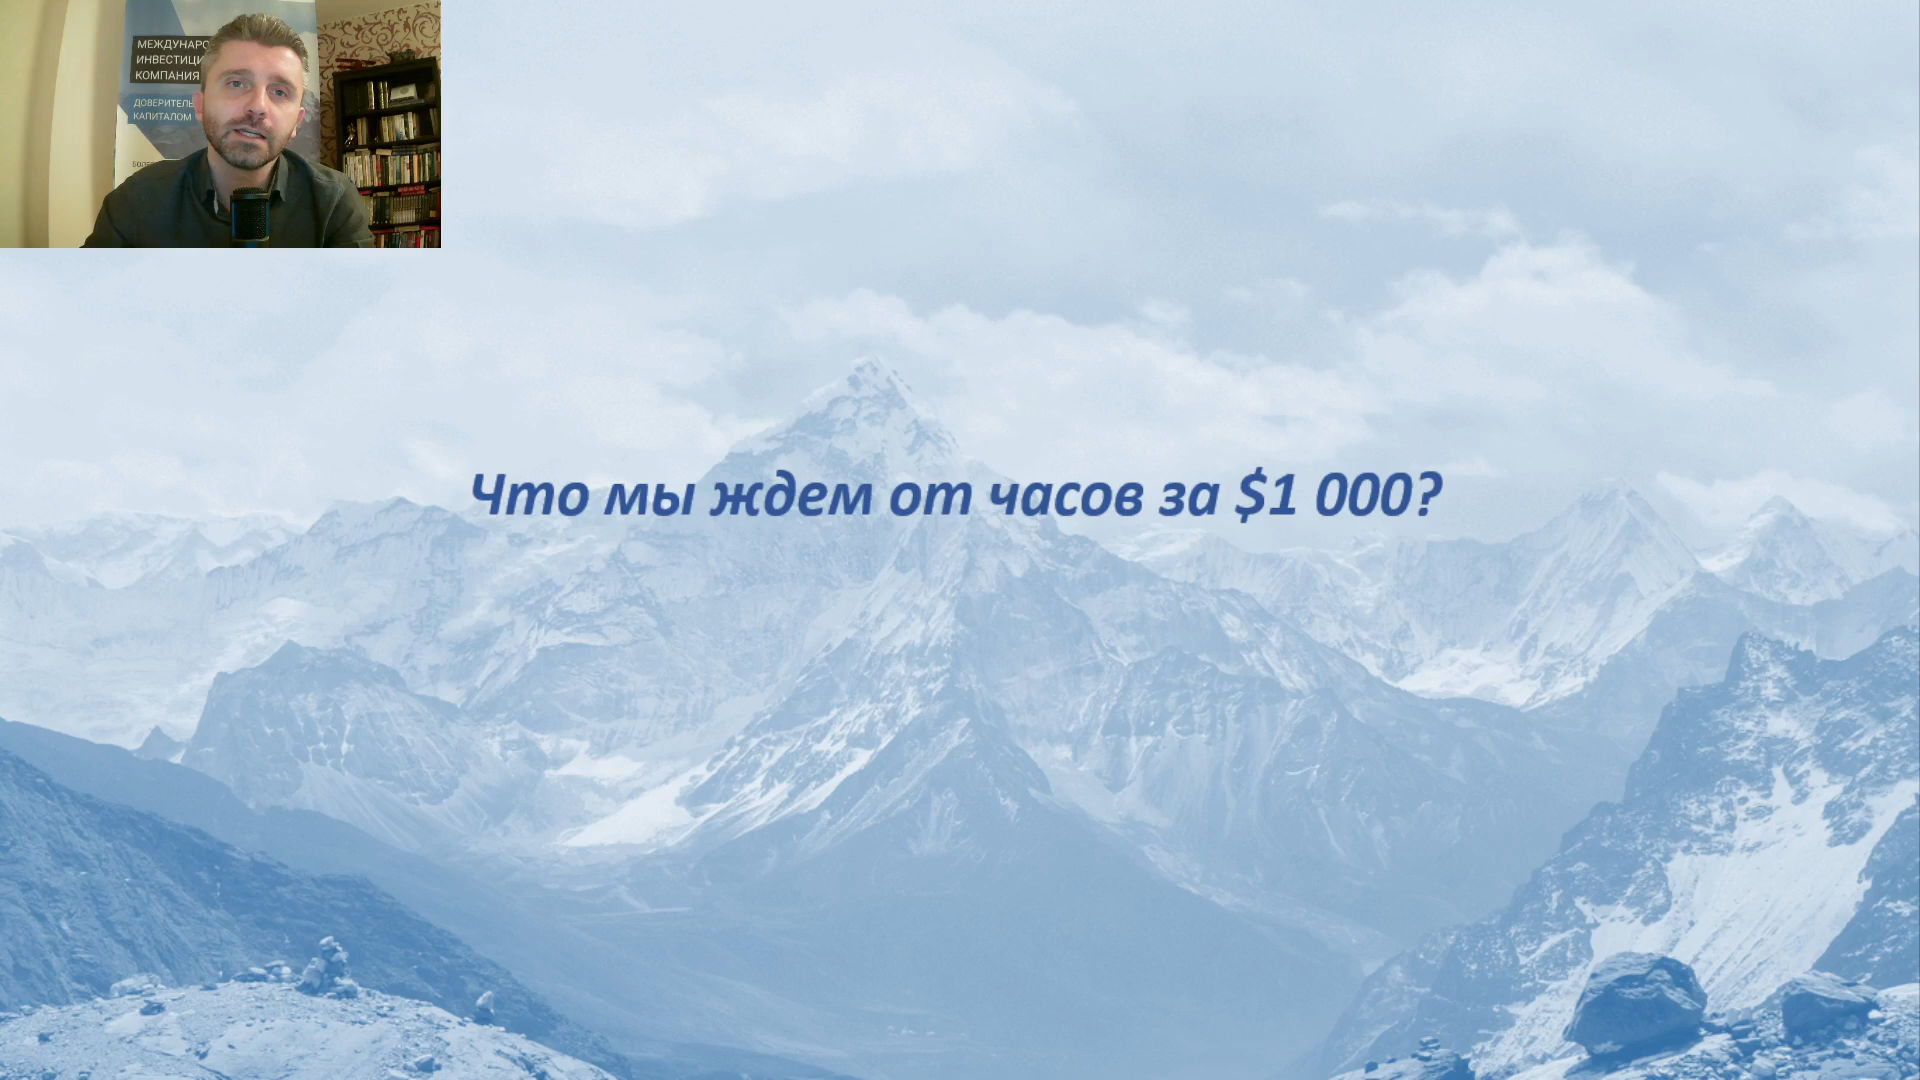 МЕЖДУНАРО
ИНВЕСТИЦИ
КОМПАНИЯ
ДОВЕРИТЕЛЬ
КАПИТАЛОМ
Что мы ждем от часов за $1 000?